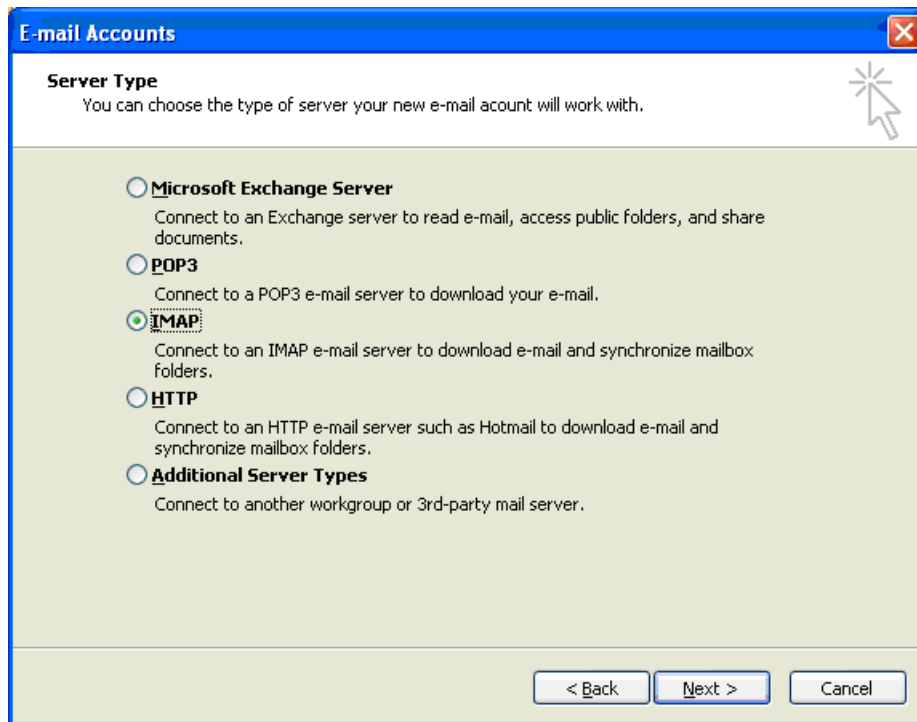 E-mail Accounts
Server Type
You can choose the type of server your new e-mail acount will work with.
Microsoft Exchange Server
Connect to an Exchange server to read e-mail, access public folders, and share
documents.
POP3
Connect to a POP3 e-mail server to download your e-mail.
IMAP
Connect to an IMAP e-mail server to download e-mail and synchronize mailbox
folders.
HTTP
Connect to an HTTP e-mail server such as Hotmail to download e-mail and
synchronize mailbox folders.
Additional Server Types
Connect to another workgroup or 3rd-party mail server.
< Back Next > Cancel